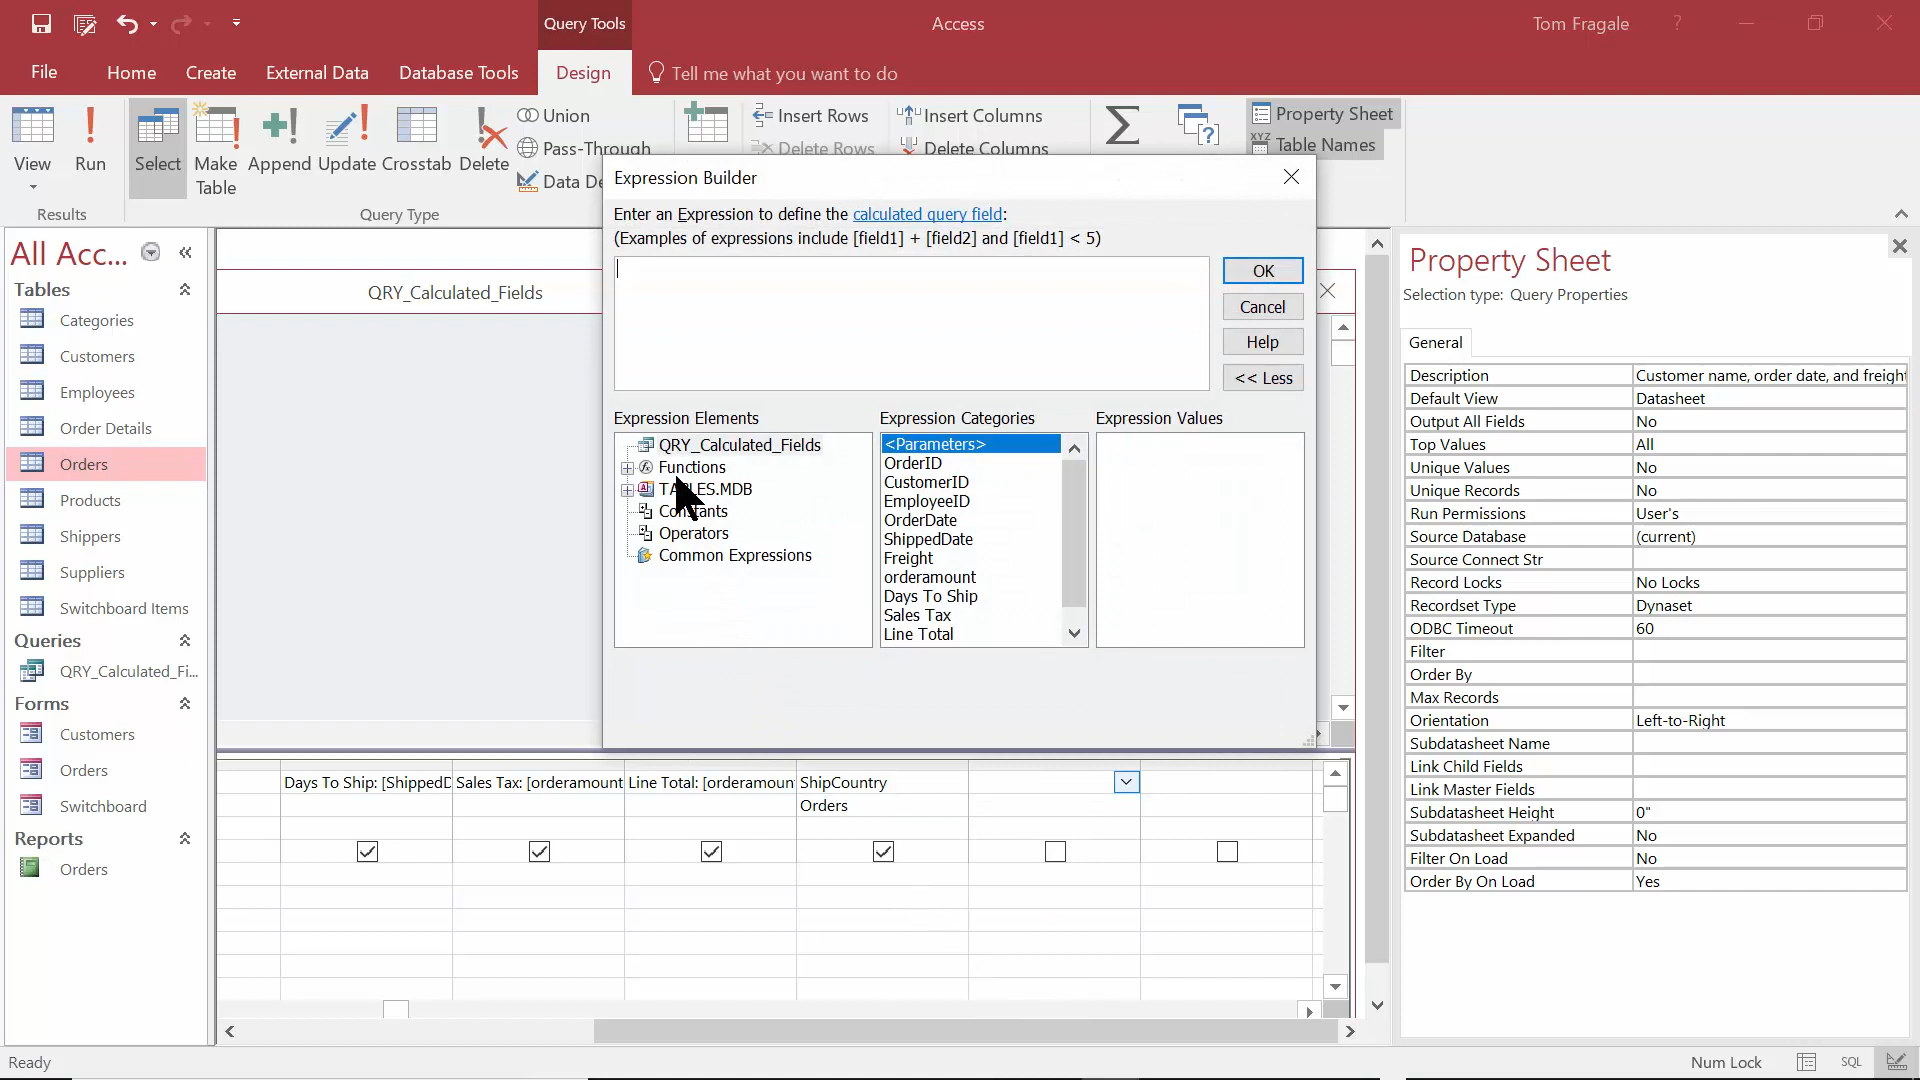 Query Tools
Access
Tom Fragale
?
File
Home
Create
External Data
Database Tools
Design
Tell me what you want to do
View
Run
Select
Make
Table
Append
Update
Crosstab
Delete
Union
Pass-Through
Data De
Insert Rows
Delete Rows
Insert Columns
Delete Columns
Property Sheet
Table Names
Results
Query Type
All Acc...
Tables
Categories
Customers
Employees
Order Details
Orders
Products
Shippers
Suppliers
Switchboard Items
Queries
QRY_Calculated_Fi...
Forms
Customers
Orders
Switchboard
Reports
Orders
QRY_Calculated_Fields
Expression Builder
Enter an Expression to define the calculated query field:
(Examples of expressions include [field1] + [field2] and [field1] < 5)
OK
Cancel
Help
<< Less
Expression Elements
QRY_Calculated_Fields
Functions
TABLES.MDB
Constants
Operators
Common Expressions
Expression Categories
<Parameters>
OrderID
CustomerID
EmployeeID
OrderDate
ShippedDate
Freight
orderamount
Days To Ship
Sales Tax
Line Total
Expression Values
Days To Ship: [ShippedD
Sales Tax: [orderamount
Line Total: [orderamoun
ShipCountry
Orders
Property Sheet
Selection type: Query Properties
General
Description Customer name, order date, and freight
Default View Datasheet
Output All Fields No
Top Values All
Unique Values No
Unique Records No
Run Permissions User's
Source Database (current)
Source Connect Str
Record Locks No Locks
Recordset Type Dynaset
ODBC Timeout 60
Filter
Order By
Max Records
Orientation Left-to-Right
Subdatasheet Name
Link Child Fields
Link Master Fields
Subdatasheet Height 0"
Subdatasheet Expanded No
Filter On Load No
Order By On Load Yes
Ready
Num Lock
SQL